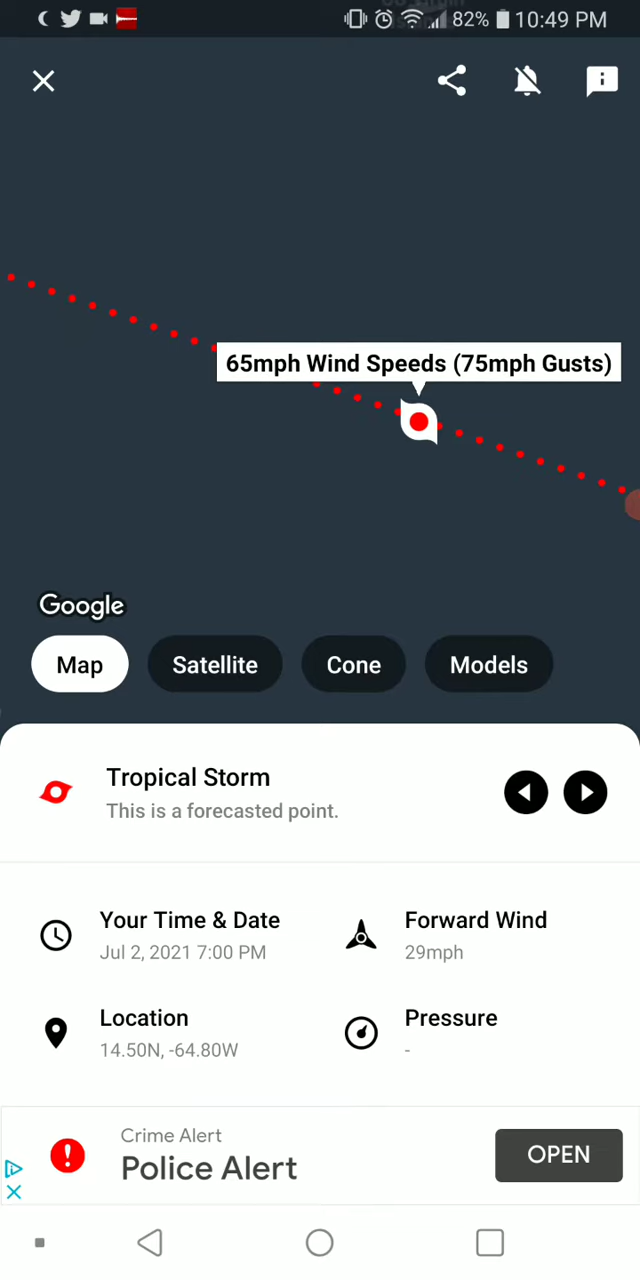 82% 10:49 PM
65mph Wind Speeds (75mph Gusts)
Google
Map Satellite Cone Models
Tropical Storm
This is a forecasted point.
Your Time & Date Forward Wind
Jul 2, 2021 7:00 PM 29mph
Location Pressure
14.50N, -64.80W -
Crime Alert
Police Alert
OPEN